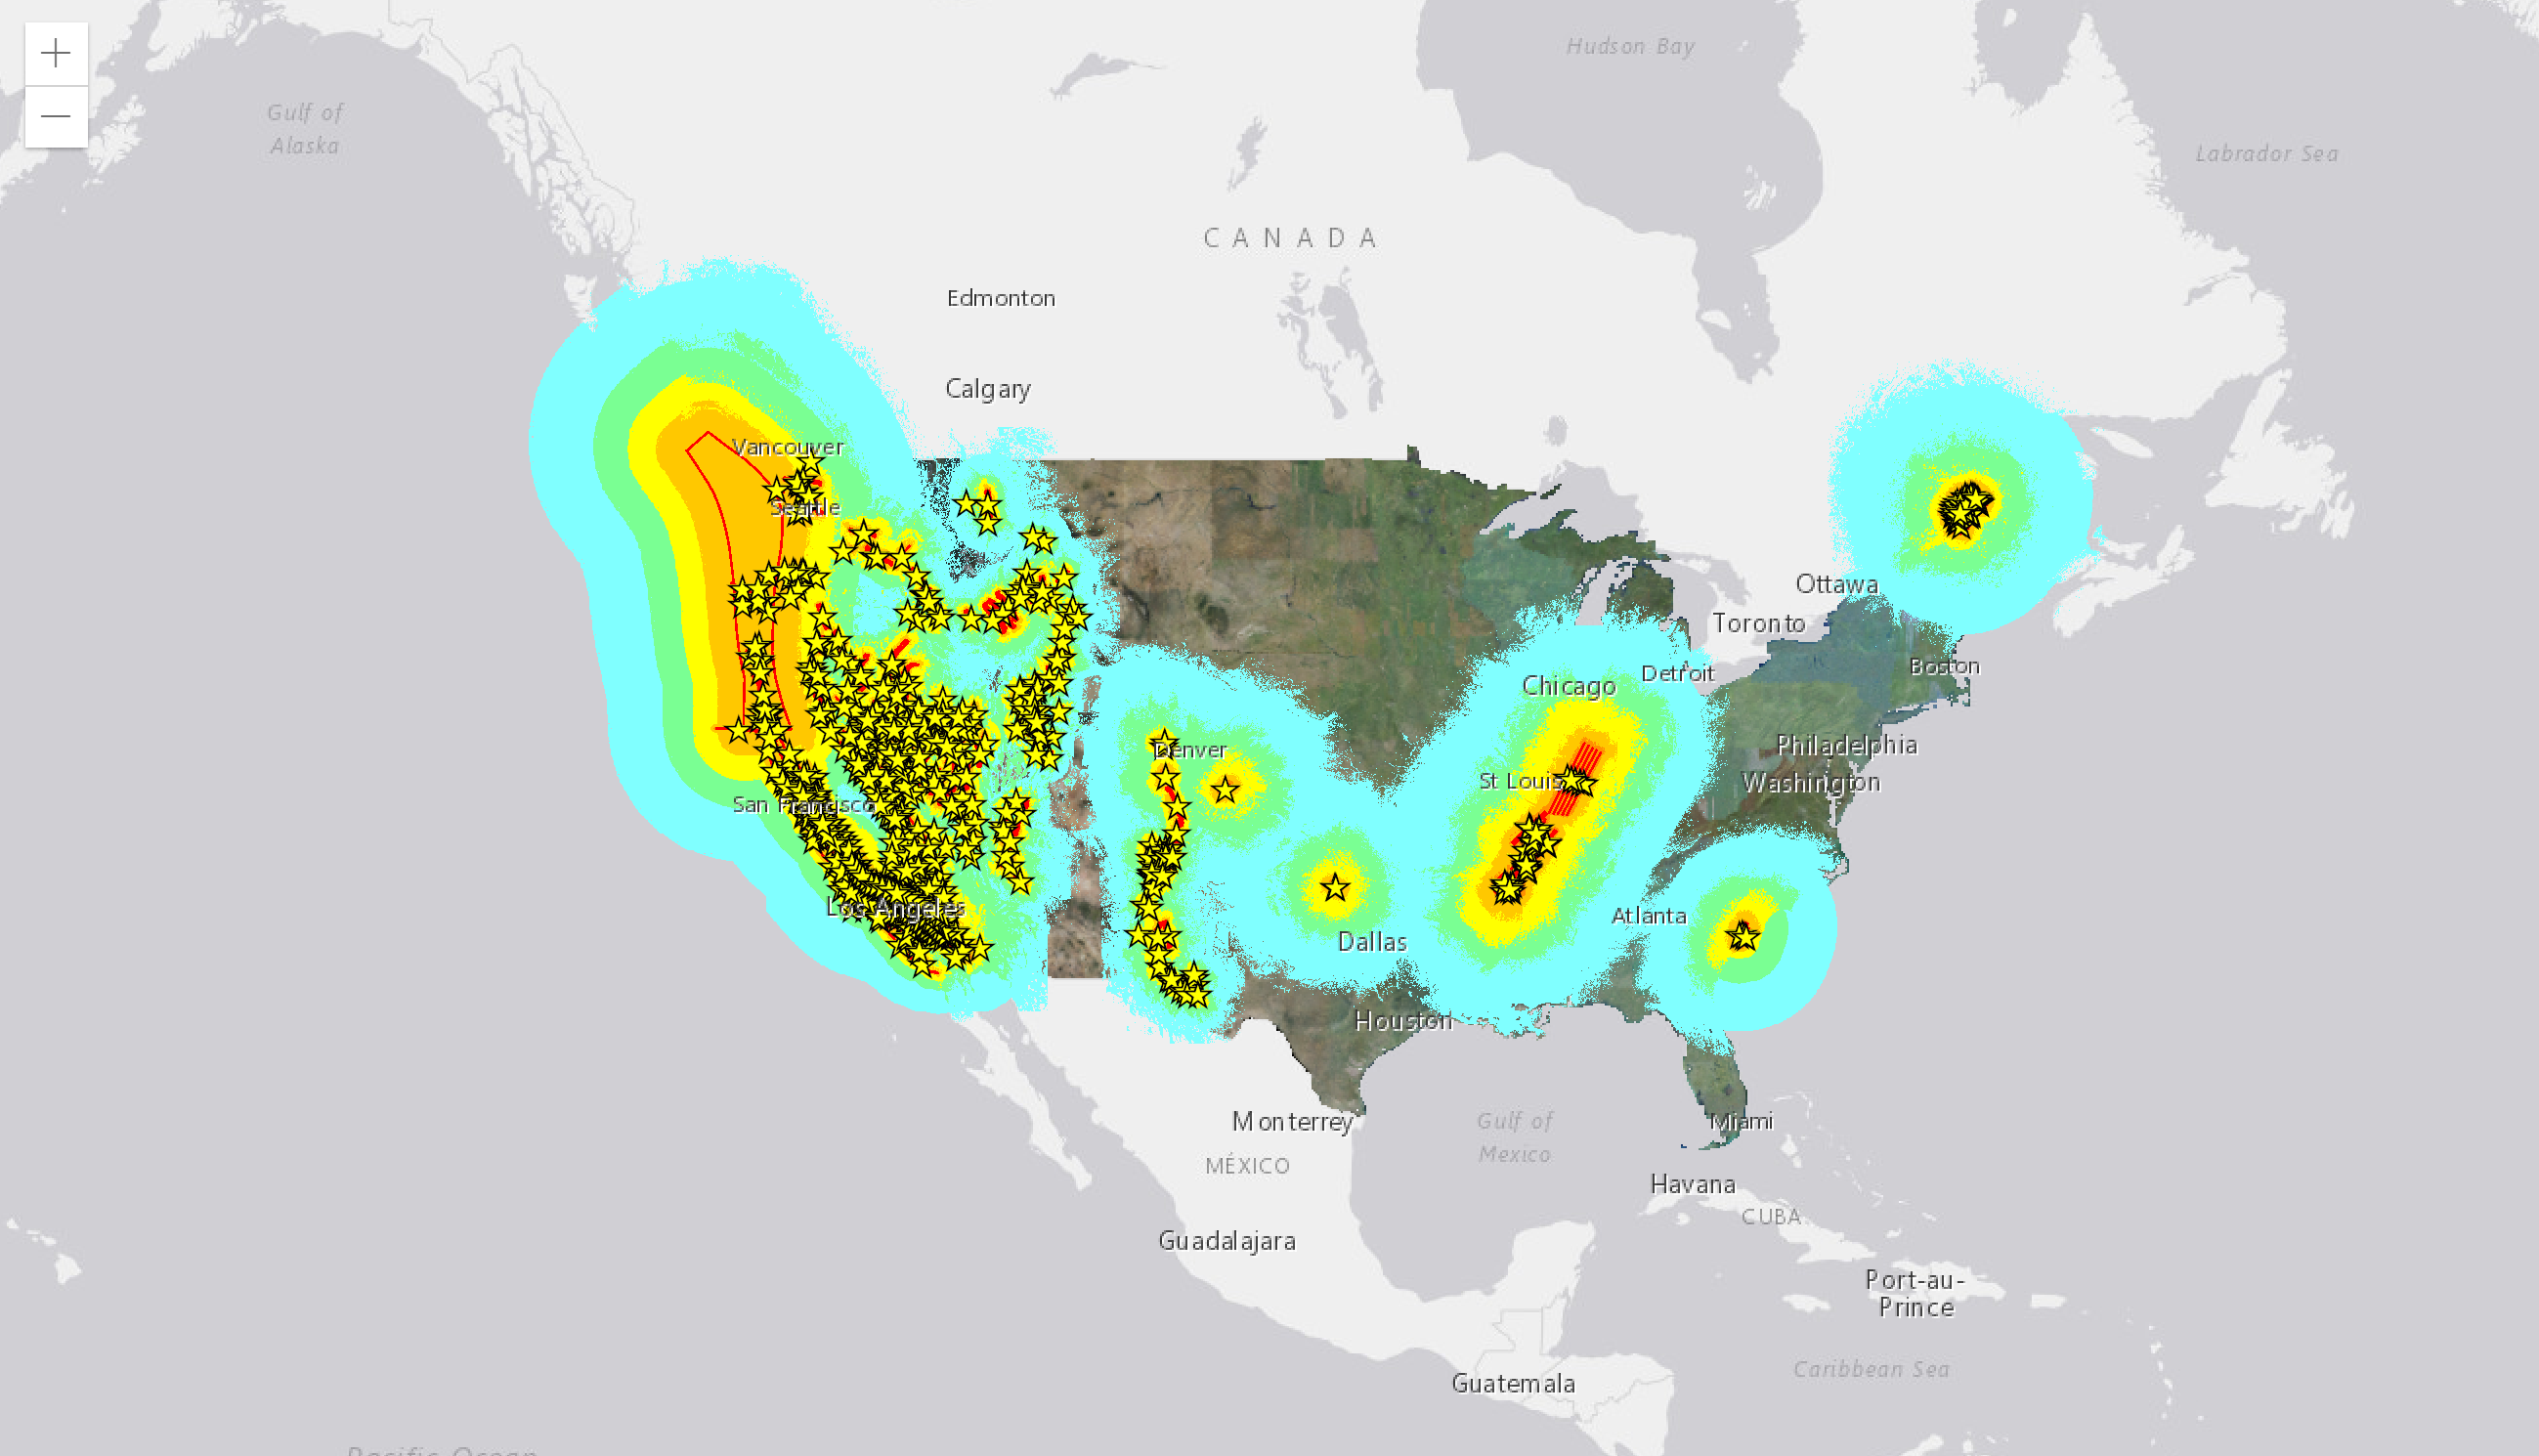 Hudson Bay
Gulf of
Alaska
Labrador Sea
CANADA
Edmonton
Calgary
Vancouver
Seattle
Ottawa
Toronto
Boston
Detroit
Chicago
Denver
Philadelphia
St Louis
Washington
San Francisco
Los Angeles
Atlanta
Dallas
Houston
Monterrey
Gulf of
Mexico
Miami
MÉXICO
Havana
CUBA
Guadalajara
Port-au-
Prince
Caribbean Sea
Guatemala
Pacific Ocean